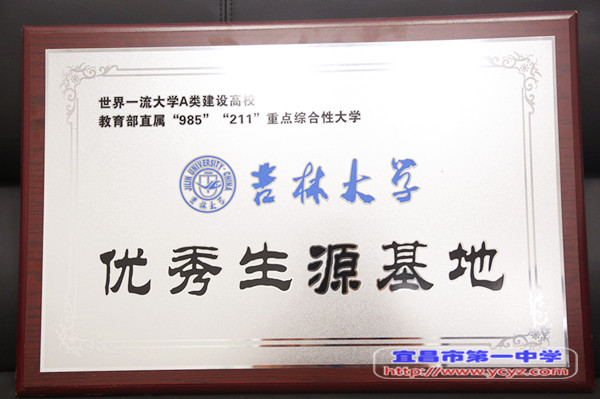 世界一流大学A类建设高校
教育部直属“985”“211”重点综合性大学
JILIN UNIVERSITY·CHINA
吉林大学
吉林大学
优秀生源基地
宜昌市第一中学
http://www.ycyz.com